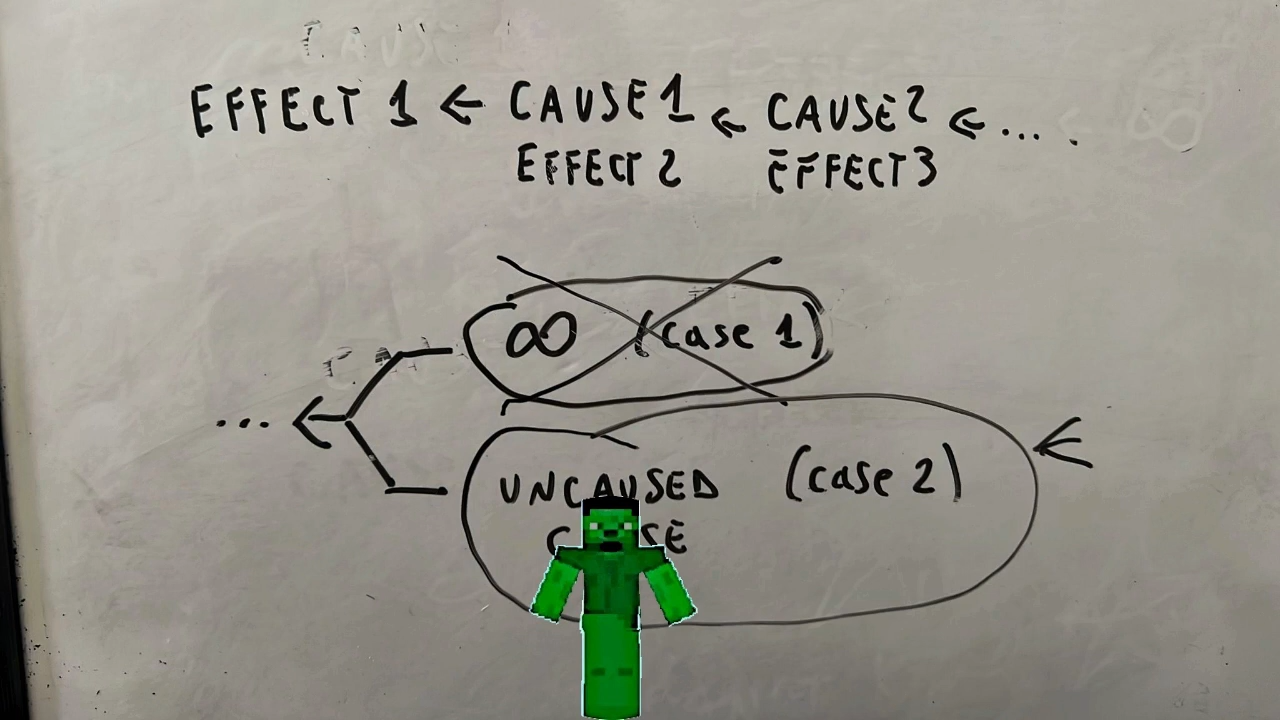 EFFECT 1 ← CAUSE 1 ← CAUSE 2 ← ....
EFFECT 2 EFFECT 3
∞ (case 1)
... ←
UNCAUSED (case 2) ←